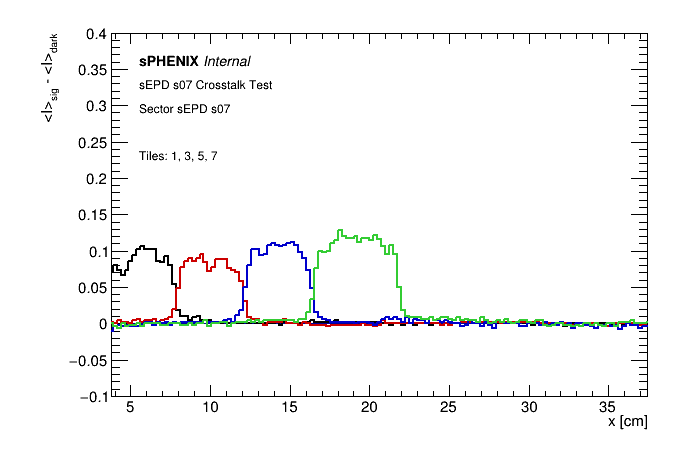 <I>sig - <I>dark
0.4
0.35
0.3
0.25
0.2
0.15
0.1
0.05
0
−0.05
−0.1
sPHENIX Internal
sEPD s07 Crosstalk Test
Sector sEPD s07
Tiles: 1, 3, 5, 7
5 10 15 20 25 30 35
x [cm]